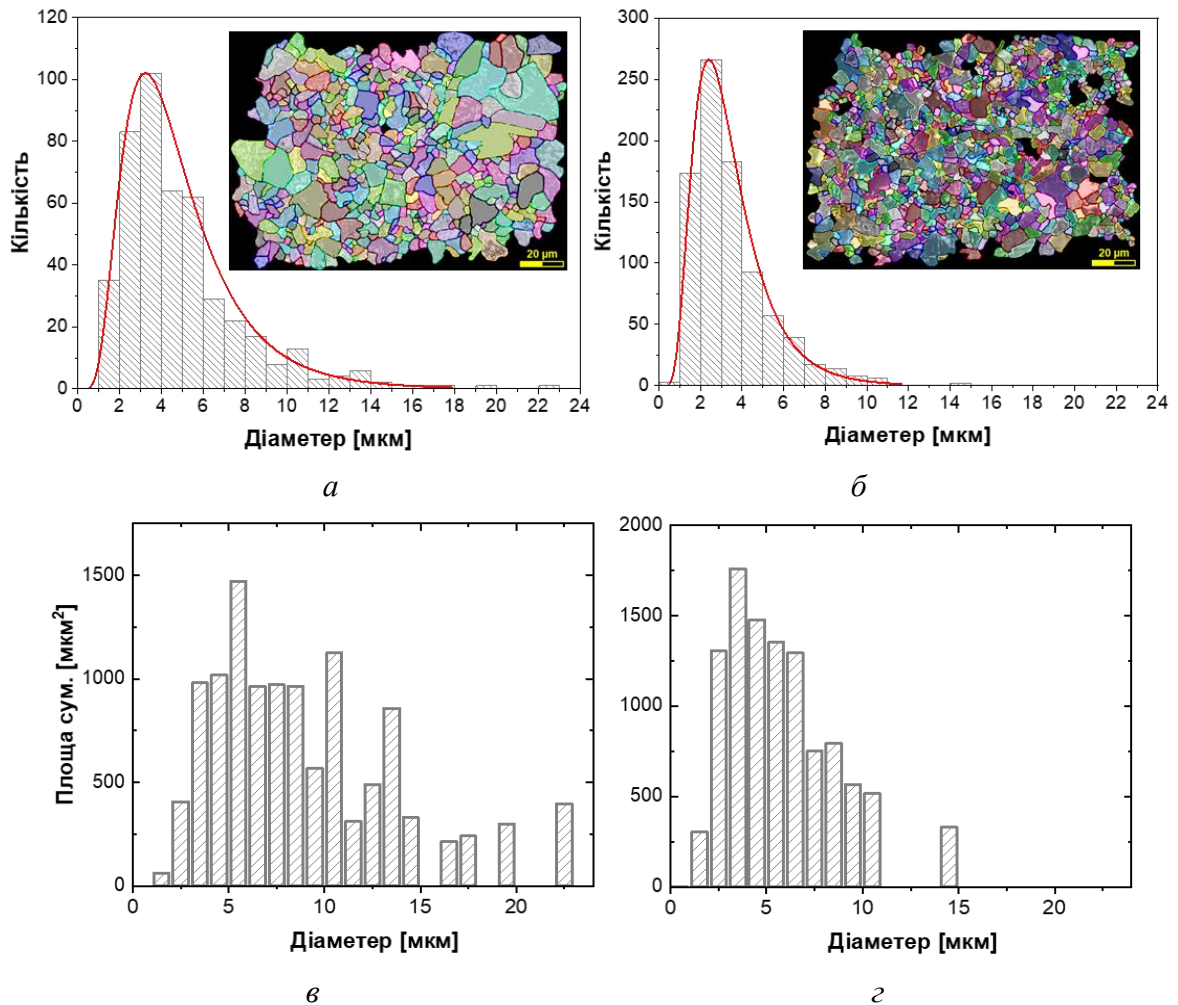 120
100
80
60
40
20
0
Кількість
20 µm
0 2 4 6 8 10 12 14 16 18 20 22 24
Діаметер [мкм]
а
300
250
200
150
100
50
0
Кількість
20 µm
0 2 4 6 8 10 12 14 16 18 20 22 24
Діаметер [мкм]
б
1500
1000
500
0
Площа сум. [мкм²]
0 5 10 15 20
Діаметер [мкм]
в
2000
1500
1000
500
0
0 5 10 15 20
Діаметер [мкм]
г